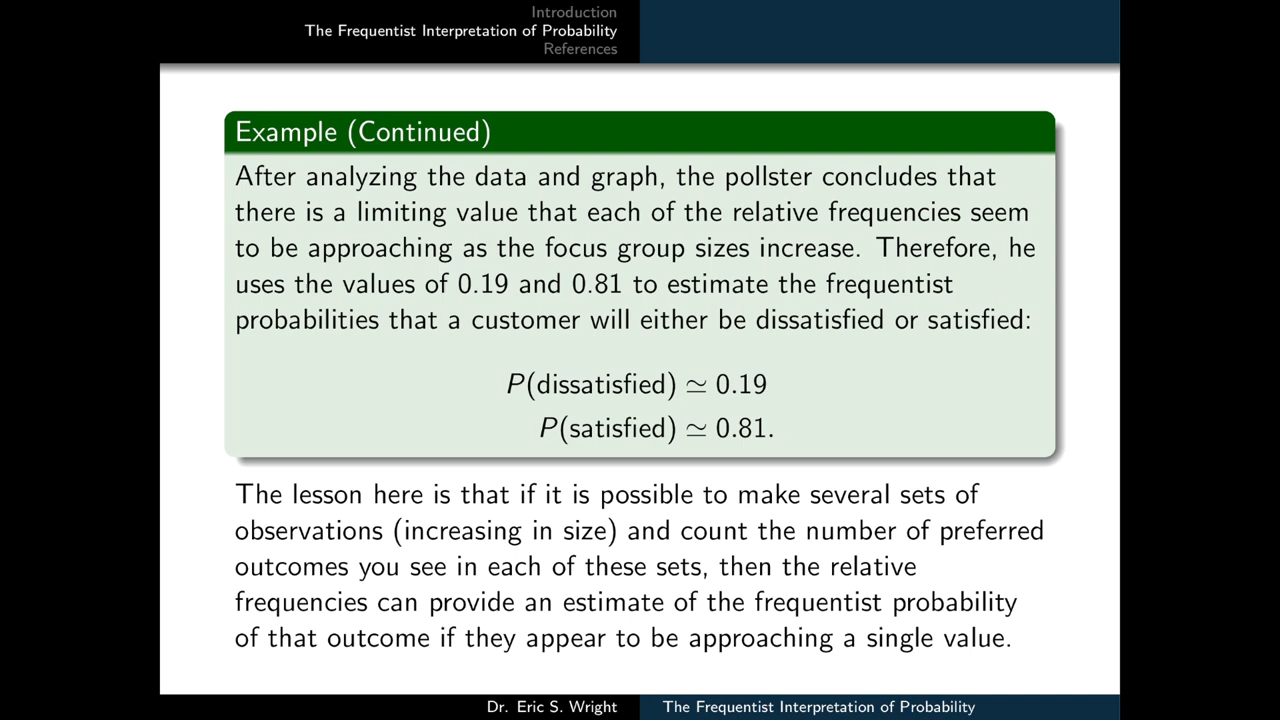 Introduction
The Frequentist Interpretation of Probability
References
Example (Continued)
After analyzing the data and graph, the pollster concludes that
there is a limiting value that each of the relative frequencies seem
to be approaching as the focus group sizes increase. Therefore, he
uses the values of 0.19 and 0.81 to estimate the frequentist
probabilities that a customer will either be dissatisfied or satisfied:
P(dissatisfied) ≃ 0.19
P(satisfied) ≃ 0.81.
The lesson here is that if it is possible to make several sets of
observations (increasing in size) and count the number of preferred
outcomes you see in each of these sets, then the relative
frequencies can provide an estimate of the frequentist probability
of that outcome if they appear to be approaching a single value.
Dr. Eric S. Wright
The Frequentist Interpretation of Probability